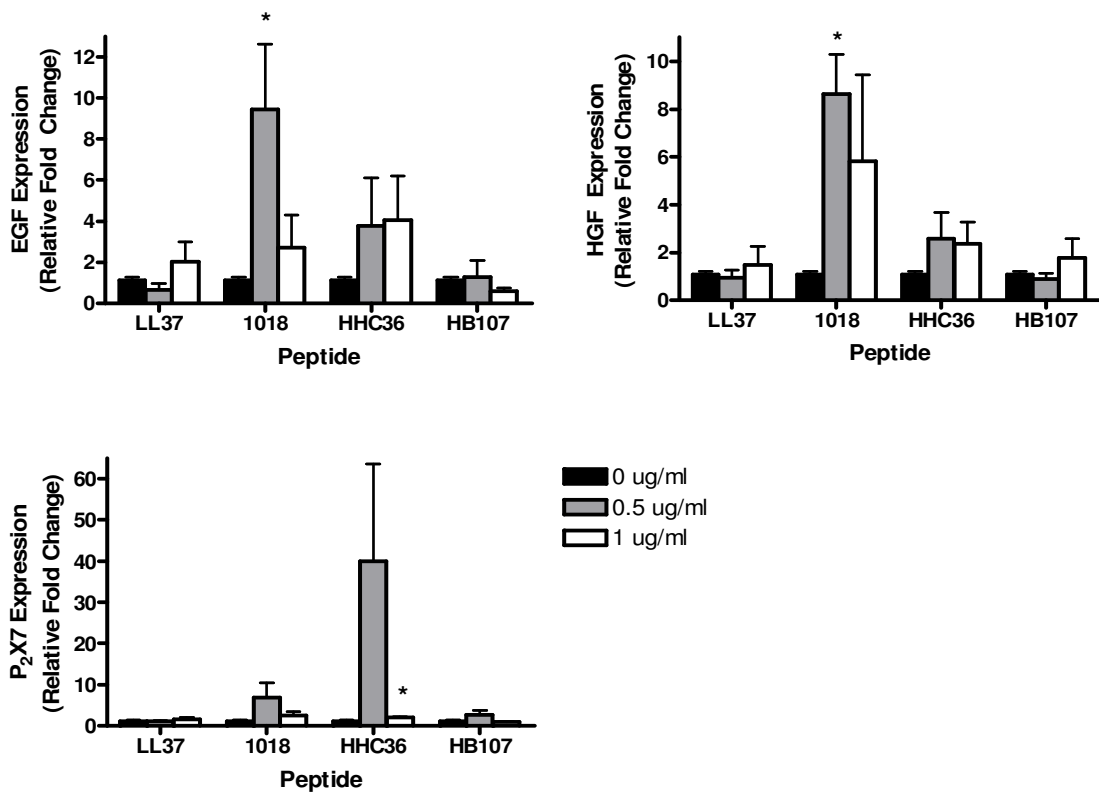 EGF Expression
(Relative Fold Change)
12
10
8
6
4
2
0
*
LL37 1018 HHC36 HB107
Peptide
HGF Expression
(Relative Fold Change)
10
8
6
4
2
0
*
LL37 1018 HHC36 HB107
Peptide
P2X7 Expression
(Relative Fold Change)
60
50
40
30
20
10
0
*
LL37 1018 HHC36 HB107
Peptide
0 ug/ml
0.5 ug/ml
1 ug/ml